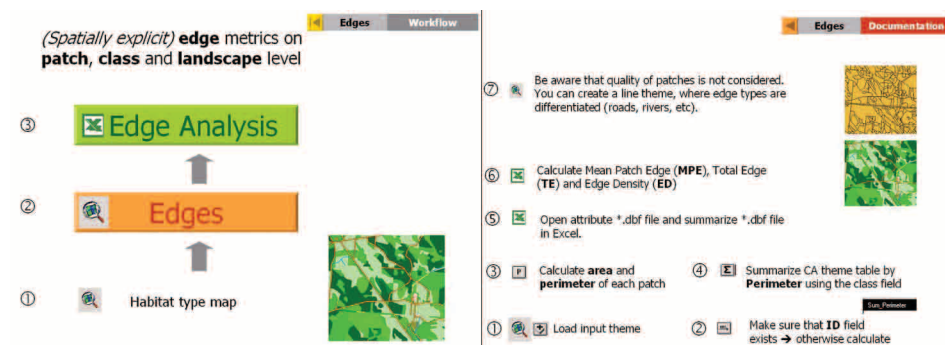 Edges Workflow
(Spatially explicit) edge metrics on
patch, class and landscape level
③ Edge Analysis
② Edges
① Habitat type map
Edges Documentation
⑦ Be aware that quality of patches is not considered.
You can create a line theme, where edge types are
differentiated (roads, rivers, etc).
⑥ Calculate Mean Patch Edge (MPE), Total Edge
(TE) and Edge Density (ED)
⑤ Open attribute *.dbf file and summarize *.dbf file
in Excel.
③ P Calculate area and
perimeter of each patch
④ Σ Summarize CA theme table by
Perimeter using the class field
Sum_Perimeter
① Load input theme
② Make sure that ID field
exists → otherwise calculate